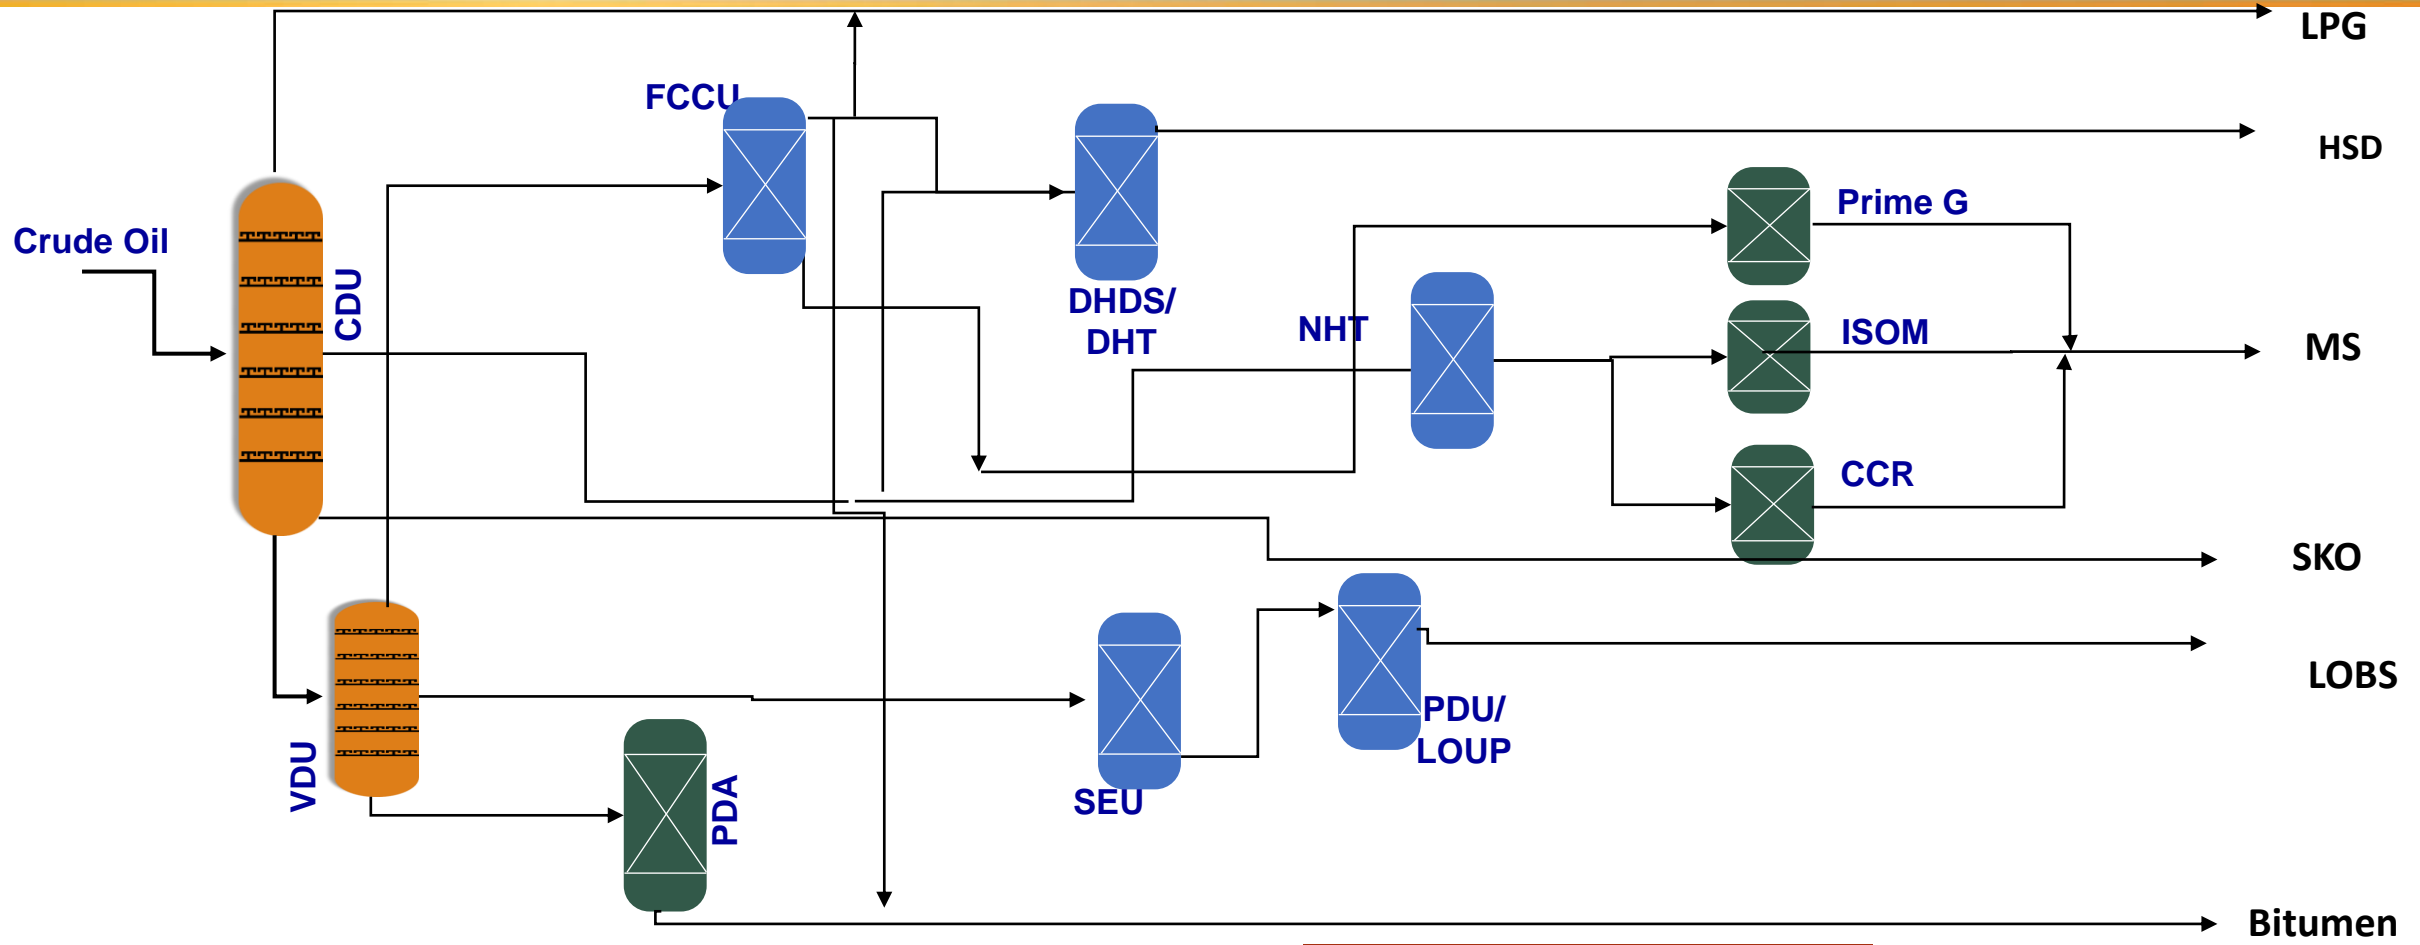 LPG
FCCU
HSD
Prime G
Crude Oil
CDU
DHDS/
DHT
NHT
ISOM
MS
CCR
SKO
LOBS
PDU/
LOUP
VDU
PDA
SEU
Bitumen